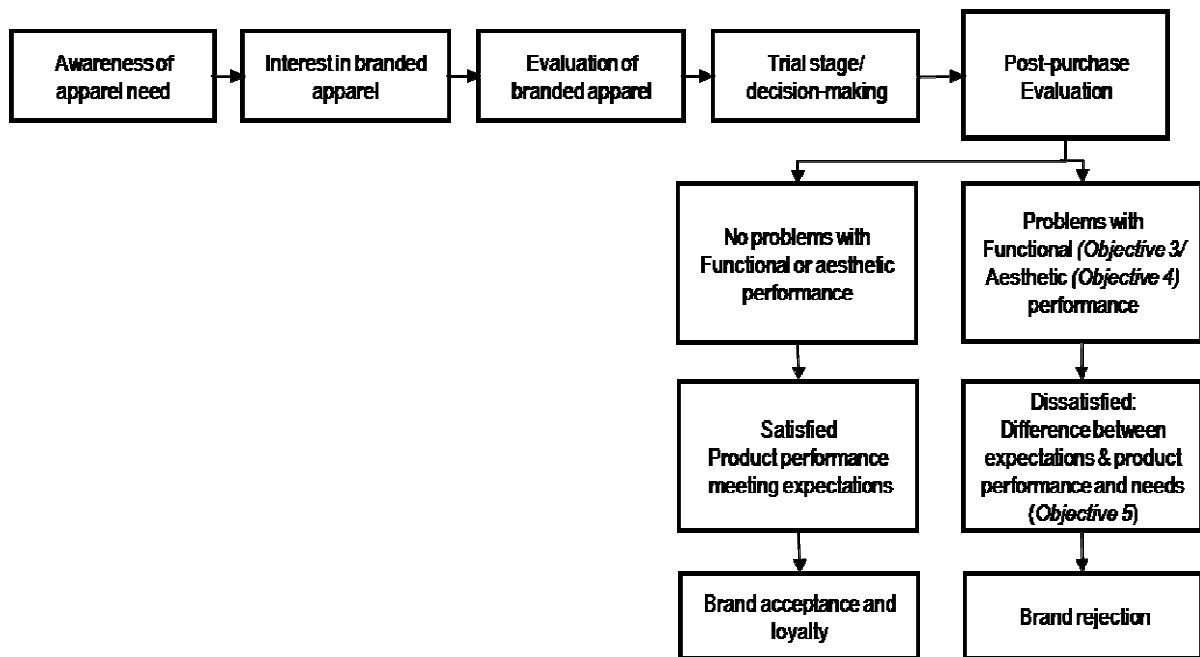 Awareness of
apparel need
Interest in branded
apparel
Evaluation of
branded apparel
Trial stage/
decision-making
Post-purchase
Evaluation
No problems with
Functional or aesthetic
performance
Problems with
Functional (Objective 3/
Aesthetic (Objective 4)
performance
Satisfied
Product performance
meeting expectations
Dissatisfied:
Difference between
expectations & product
performance and needs
(Objective 5)
Brand acceptance and
loyalty
Brand rejection